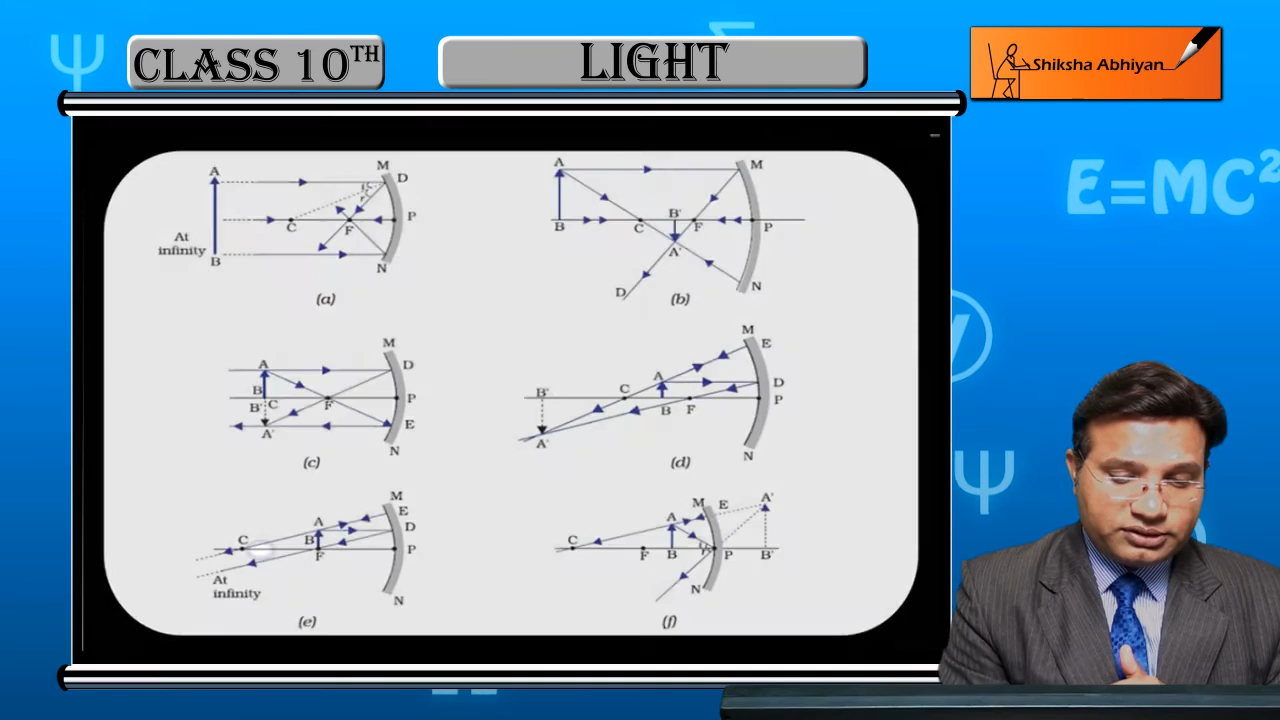 Ψ
CLASS 10TH
LIGHT
Σ
Shiksha Abhiyan
E=MC²
Ψ
A
M
D
C
F
P
At
infinity
B
N
(a)
A
M
B
C
B'
F
P
A'
D
N
(b)
M
A
D
B
B'
C
F
P
A'
E
N
(c)
M
E
A
D
B'
C
B
F
P
A'
N
(d)
M
E
A
D
C
B
F
P
At
infinity
N
(e)
M
E
A'
A
C
F
B
P
B'
N
(f)